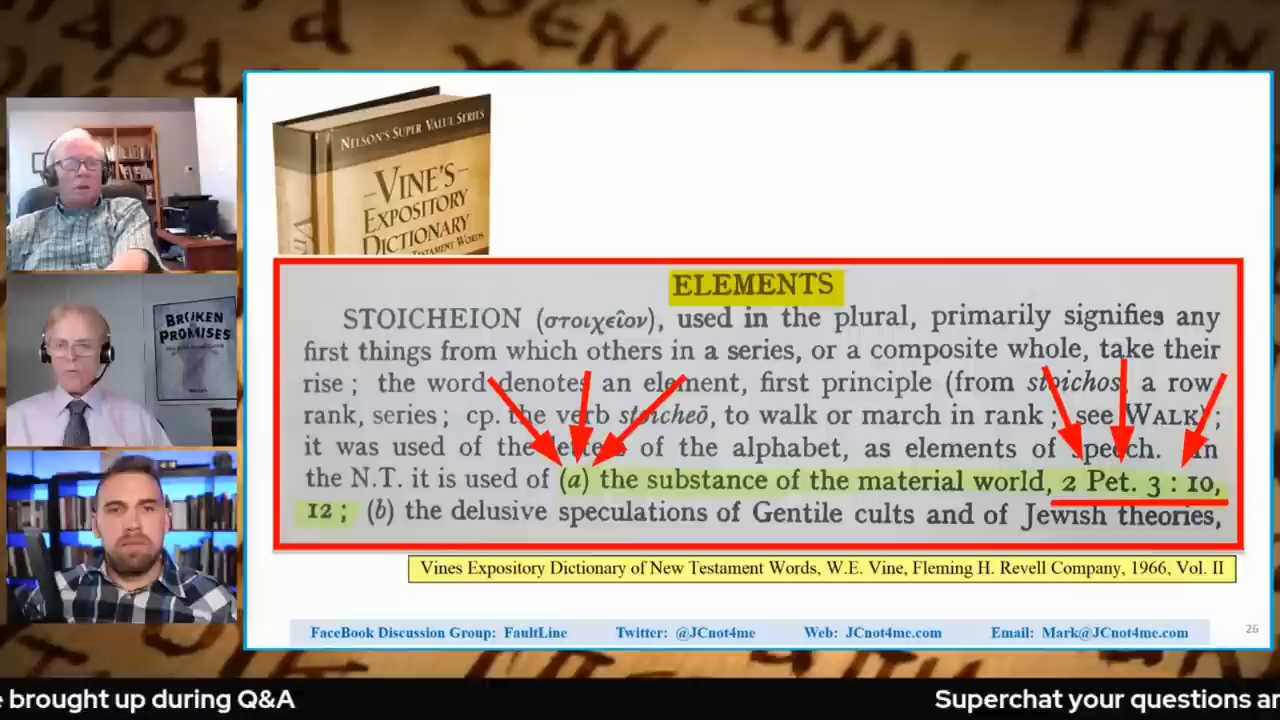 NELSON'S SUPER VALUE SERIES
VINE'S
EXPOSITORY
DICTIONARY
TESTAMENT WORDS
BROKEN
PROMISES
ELEMENTS
STOICHEION (στοιχεῖον), used in the plural, primarily signifies any
first things from which others in a series, or a composite whole, take their
rise ; the word denotes an element, first principle (from stoichos, a row
rank, series ; cp. the verb stoicheō, to walk or march in rank ; see WALK) ;
it was used of the letters of the alphabet, as elements of speech. In
the N.T. it is used of (a) the substance of the material world, 2 Pet. 3 : 10,
12 ; (b) the delusive speculations of Gentile cults and of Jewish theories,
Vines Expository Dictionary of New Testament Words, W.E. Vine, Fleming H. Revell Company, 1966, Vol. II
FaceBook Discussion Group: FaultLine Twitter: @JCnot4me Web: JCnot4me.com Email: Mark@JCnot4me.com
26
brought up during Q&A Superchat your questions